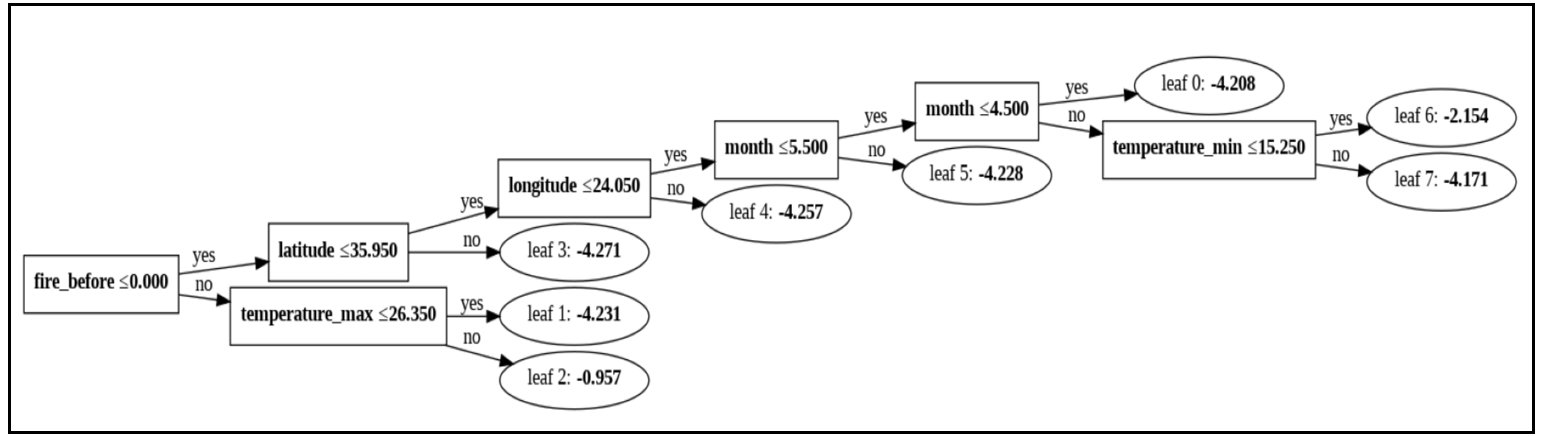 fire_before ≤0.000
yes
no
latitude ≤35.950
yes
no
temperature_max ≤26.350
yes
no
longitude ≤24.050
yes
no
leaf 3: -4.271
leaf 1: -4.231
leaf 2: -0.957
month ≤5.500
yes
no
leaf 4: -4.257
month ≤4.500
yes
no
leaf 5: -4.228
leaf 0: -4.208
temperature_min ≤15.250
yes
no
leaf 6: -2.154
leaf 7: -4.171